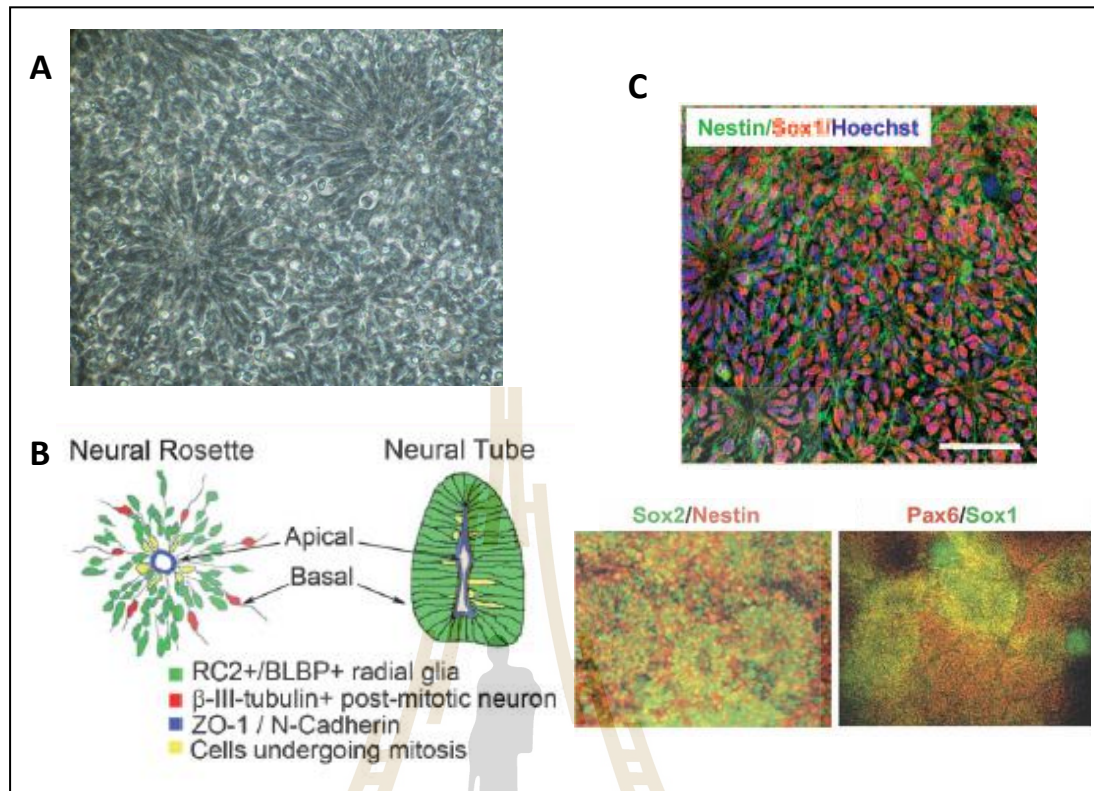 A
B
Neural Rosette
Neural Tube
Apical
Basal
RC2+/BLBP+ radial glia
β-III-tubulin+ post-mitotic neuron
ZO-1 / N-Cadherin
Cells undergoing mitosis
C
Nestin/Sox1/Hoechst
Sox2/Nestin
Pax6/Sox1